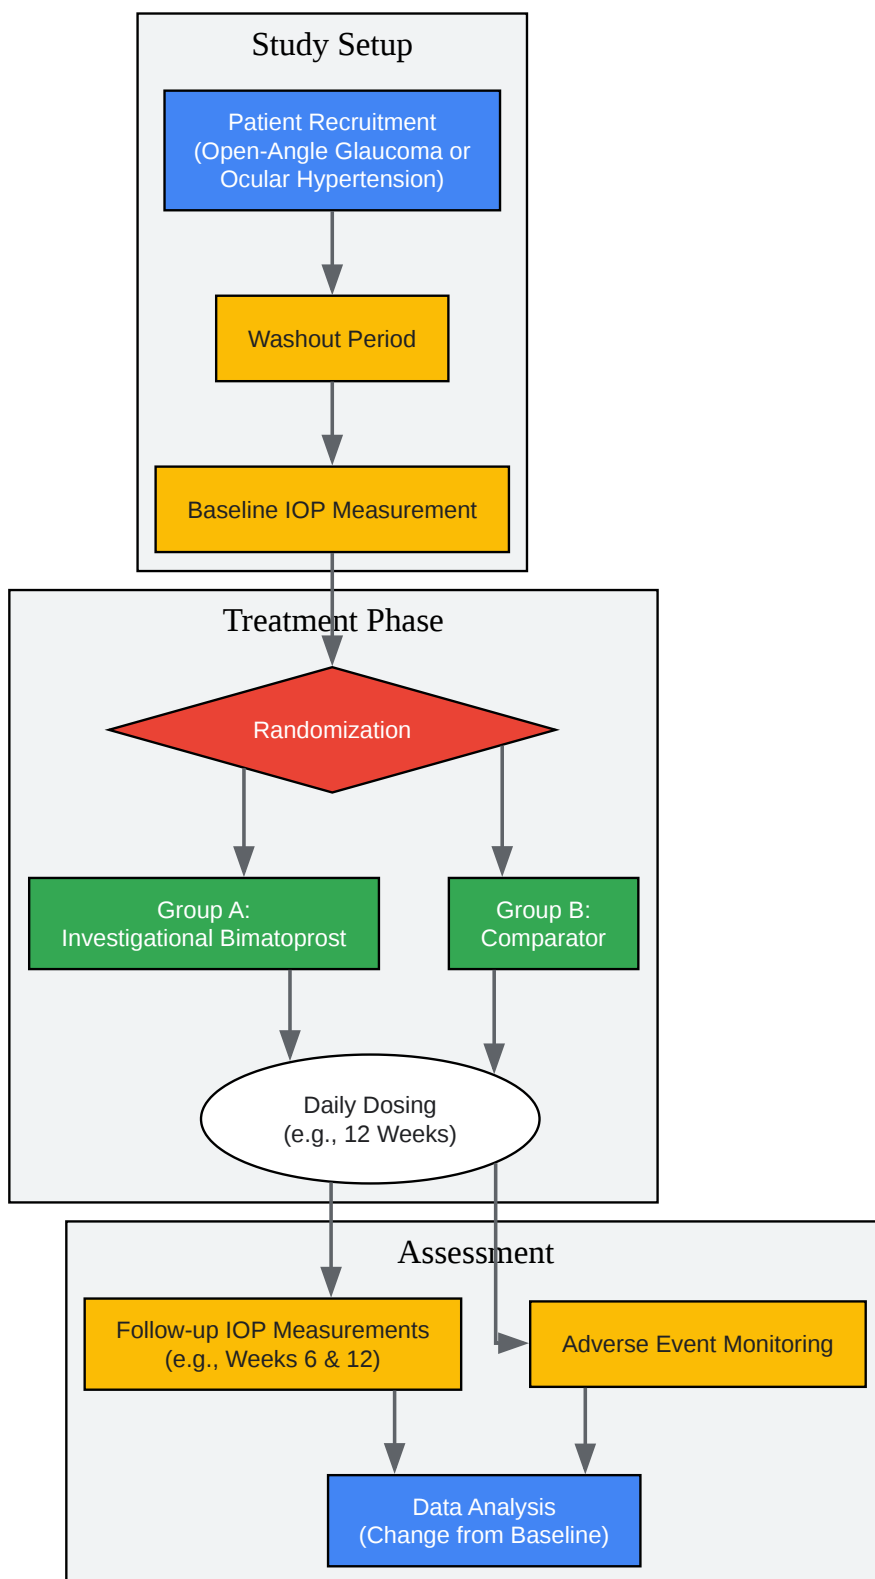 Study Setup
Patient Recruitment
(Open-Angle Glaucoma or
Ocular Hypertension)
Washout Period
Baseline IOP Measurement
Treatment Phase
Randomization
Group A:
Investigational Bimatoprost
Group B:
Comparator
Daily Dosing
(e.g., 12 Weeks)
Assessment
Follow-up IOP Measurements
(e.g., Weeks 6 & 12)
Adverse Event Monitoring
Data Analysis
(Change from Baseline)